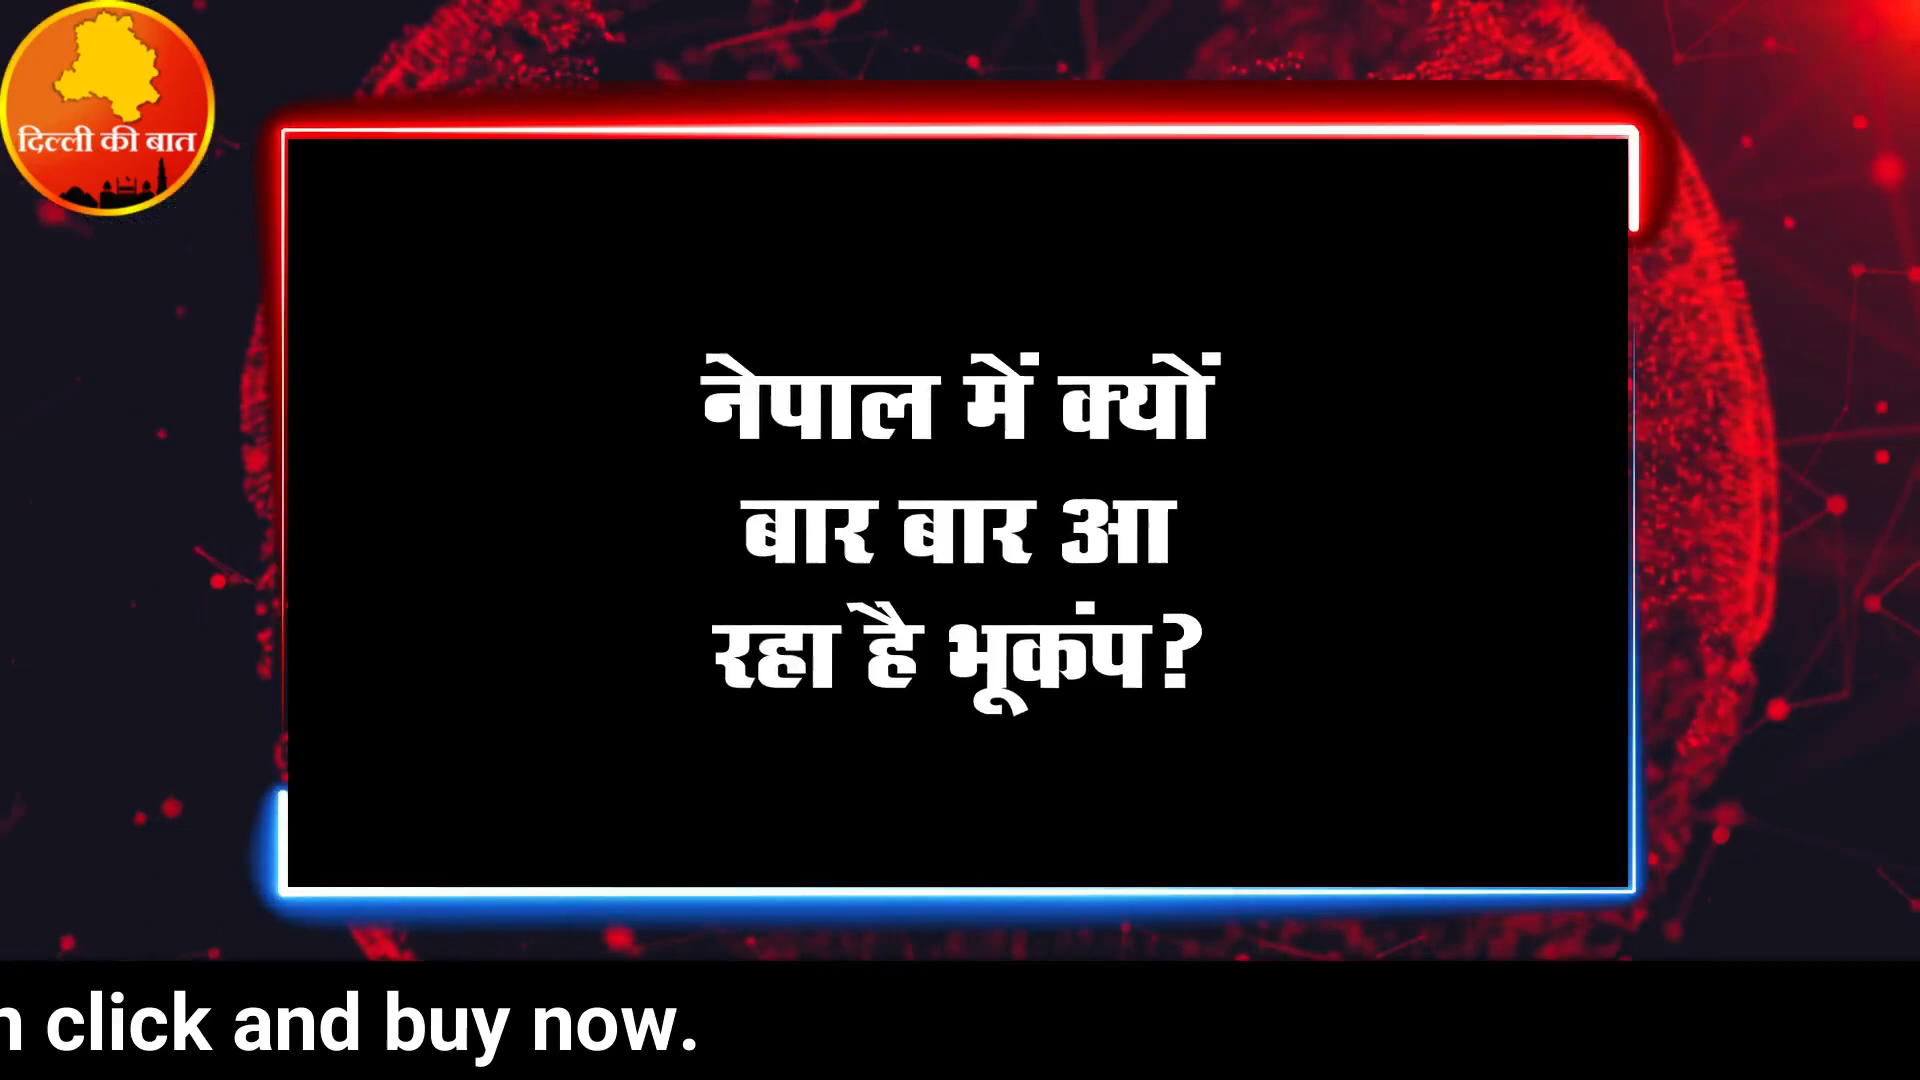 दिल्ली की बात
नेपाल में क्यों
बार बार आ
रहा है भूकंप?
click and buy now.